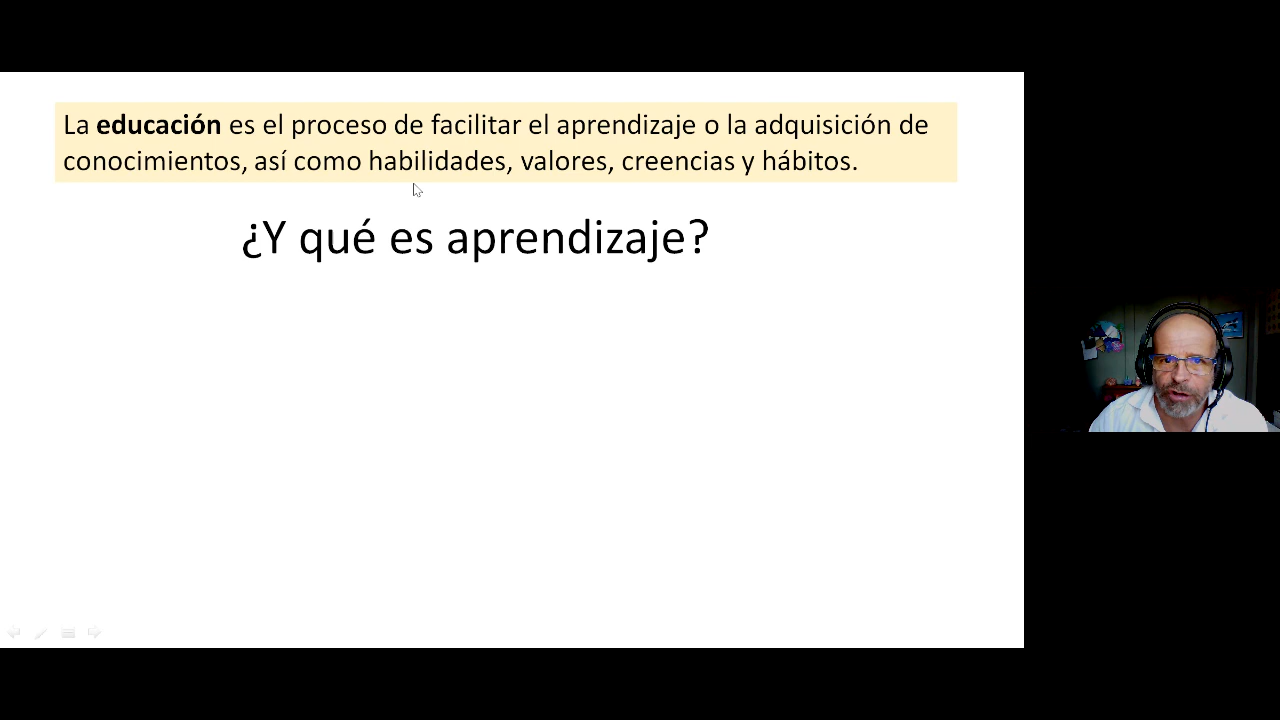 La educación es el proceso de facilitar el aprendizaje o la adquisición de
conocimientos, así como habilidades, valores, creencias y hábitos.
¿Y qué es aprendizaje?